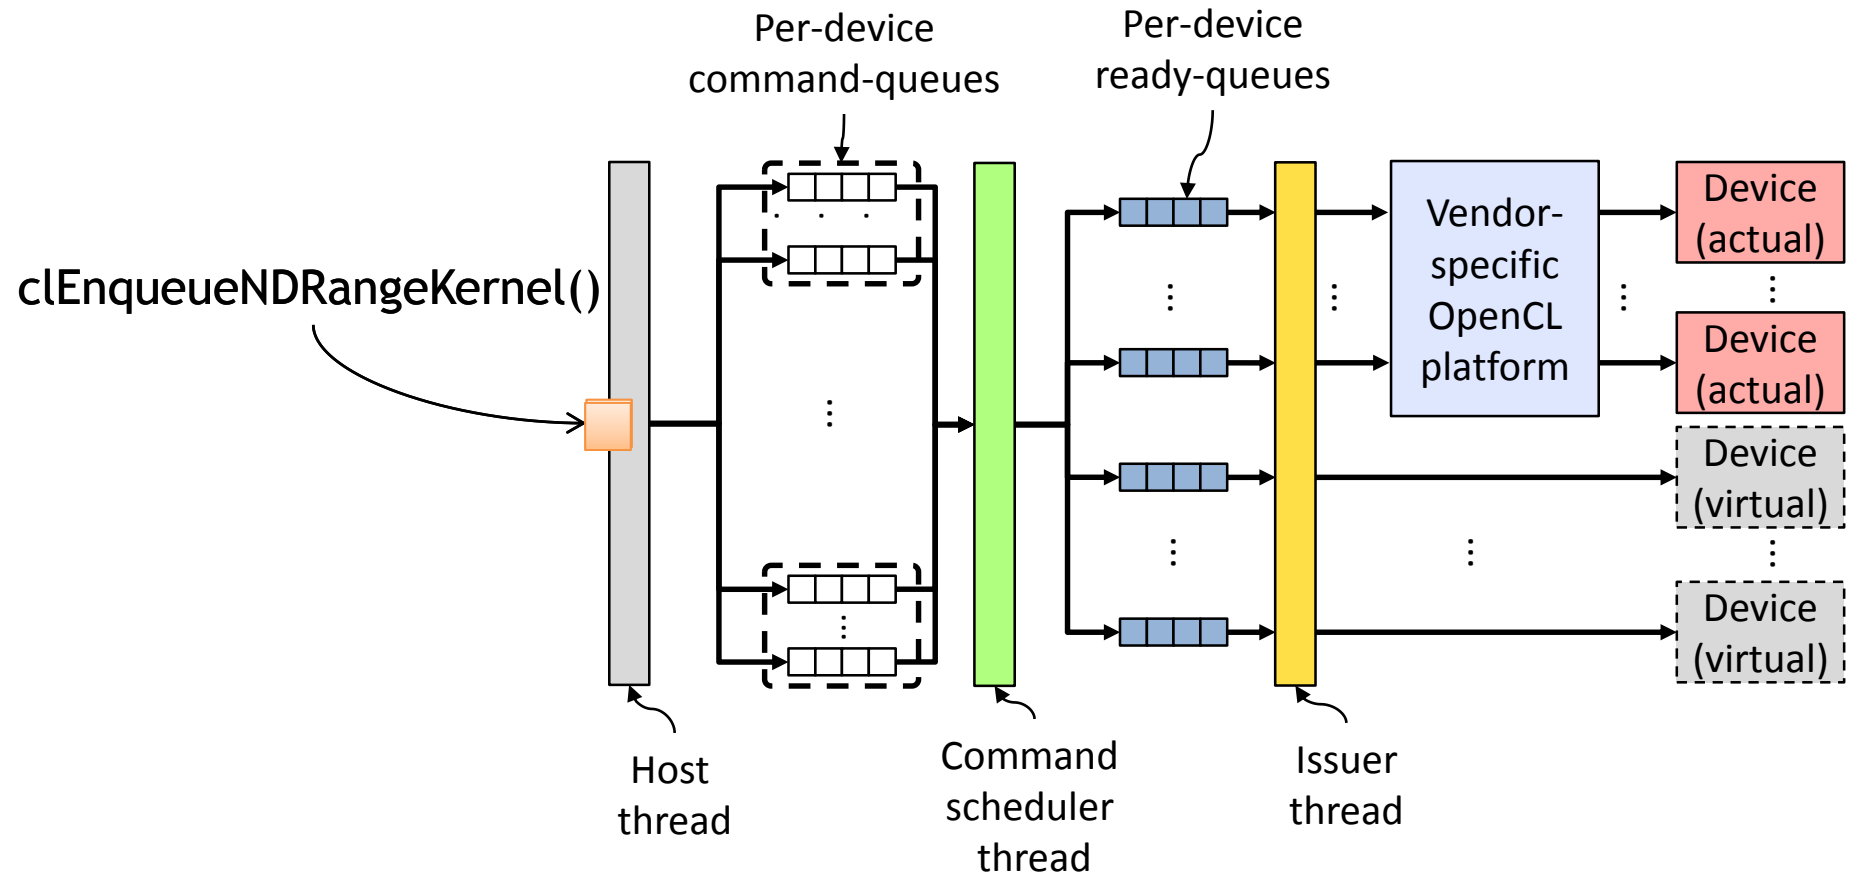 Per-device
command-queues
Per-device
ready-queues
clEnqueueNDRangeKernel()
Vendor-
specific
OpenCL
platform
Device
(actual)
Device
(actual)
Device
(virtual)
Device
(virtual)
Host
thread
Command
scheduler
thread
Issuer
thread